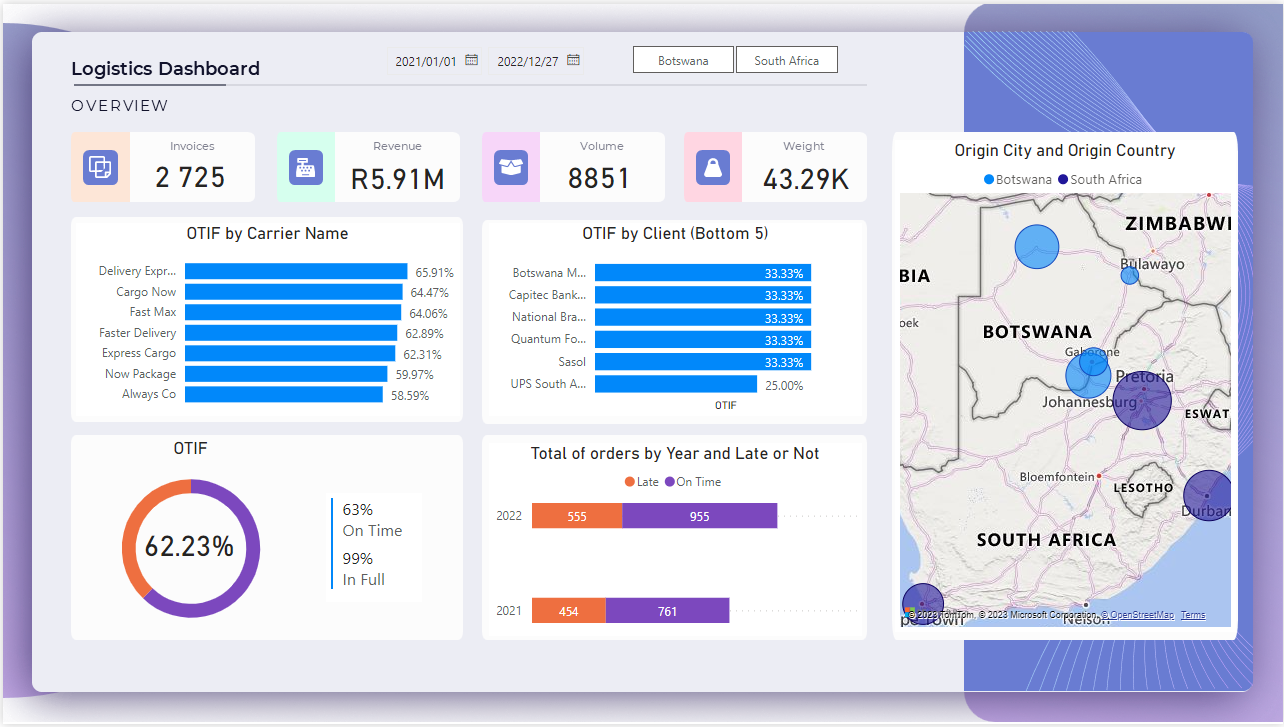 Logistics Dashboard
2021/01/01 2022/12/27
Botswana South Africa
OVERVIEW
Invoices
2 725
Revenue
R5.91M
Volume
8851
Weight
43.29K
OTIF by Carrier Name
Delivery Expr... 65.91%
Cargo Now 64.47%
Fast Max 64.06%
Faster Delivery 62.89%
Express Cargo 62.31%
Now Package 59.97%
Always Co 58.59%
OTIF by Client (Bottom 5)
Botswana M... 33.33%
Capitec Bank... 33.33%
National Bra... 33.33%
Quantum Fo... 33.33%
Sasol 33.33%
UPS South A... 25.00%
OTIF
OTIF
62.23%
63%
On Time
99%
In Full
Total of orders by Year and Late or Not
Late On Time
2022 555 955
2021 454 761
Origin City and Origin Country
Botswana South Africa
ZIMBABWE
Bulawayo
BIA
oek
BOTSWANA
Gaborone
Pretoria
Johannesburg
ESWAT
Bloemfontein
LESOTHO
Durban
SOUTH AFRICA
pe Town
Nelson
© 2023 TomTom, © 2023 Microsoft Corporation, © OpenStreetMap Terms